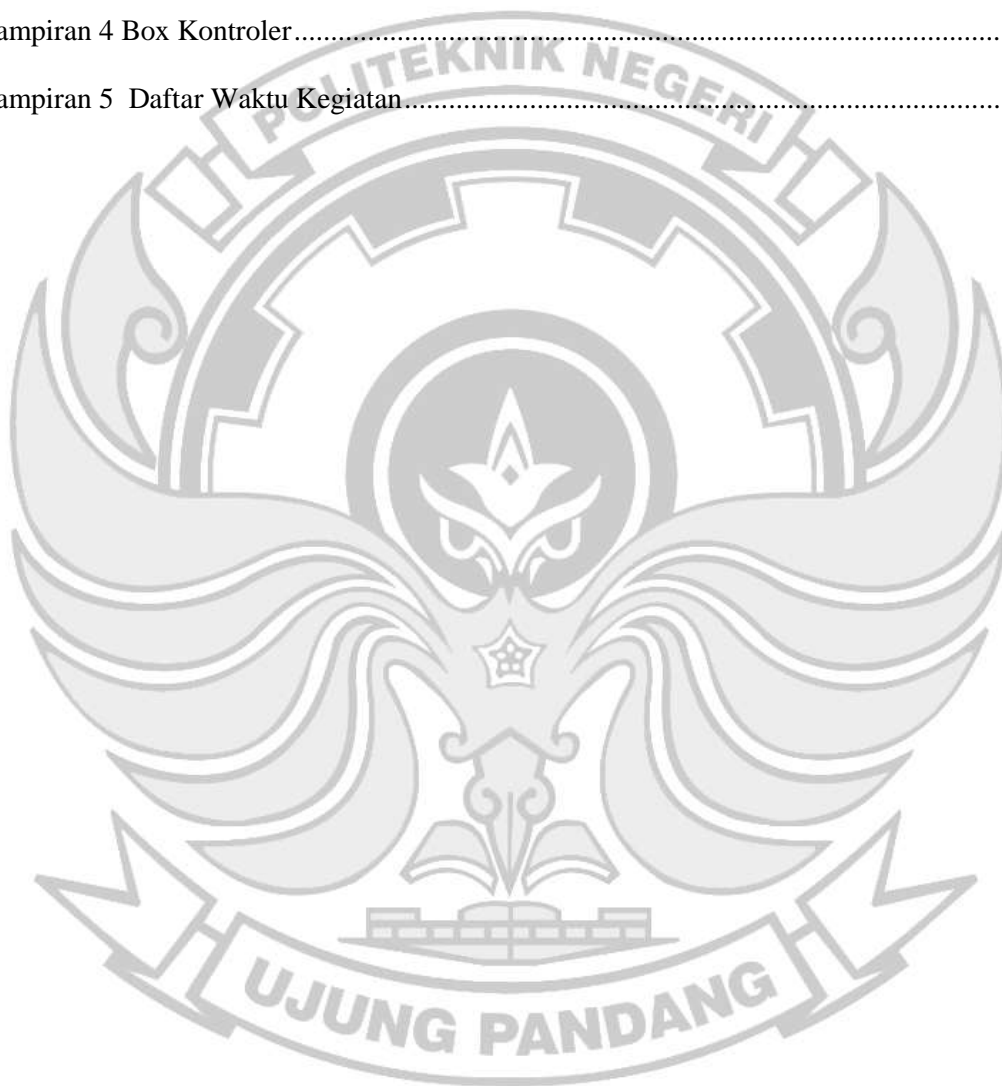 ampiran 4 Box Kontroler....................................................................................................
ampiran 5  Daftar Waktu Kegiatan.....................................................................................
POLITEKNIK NEGERI
UJUNG PANDANG